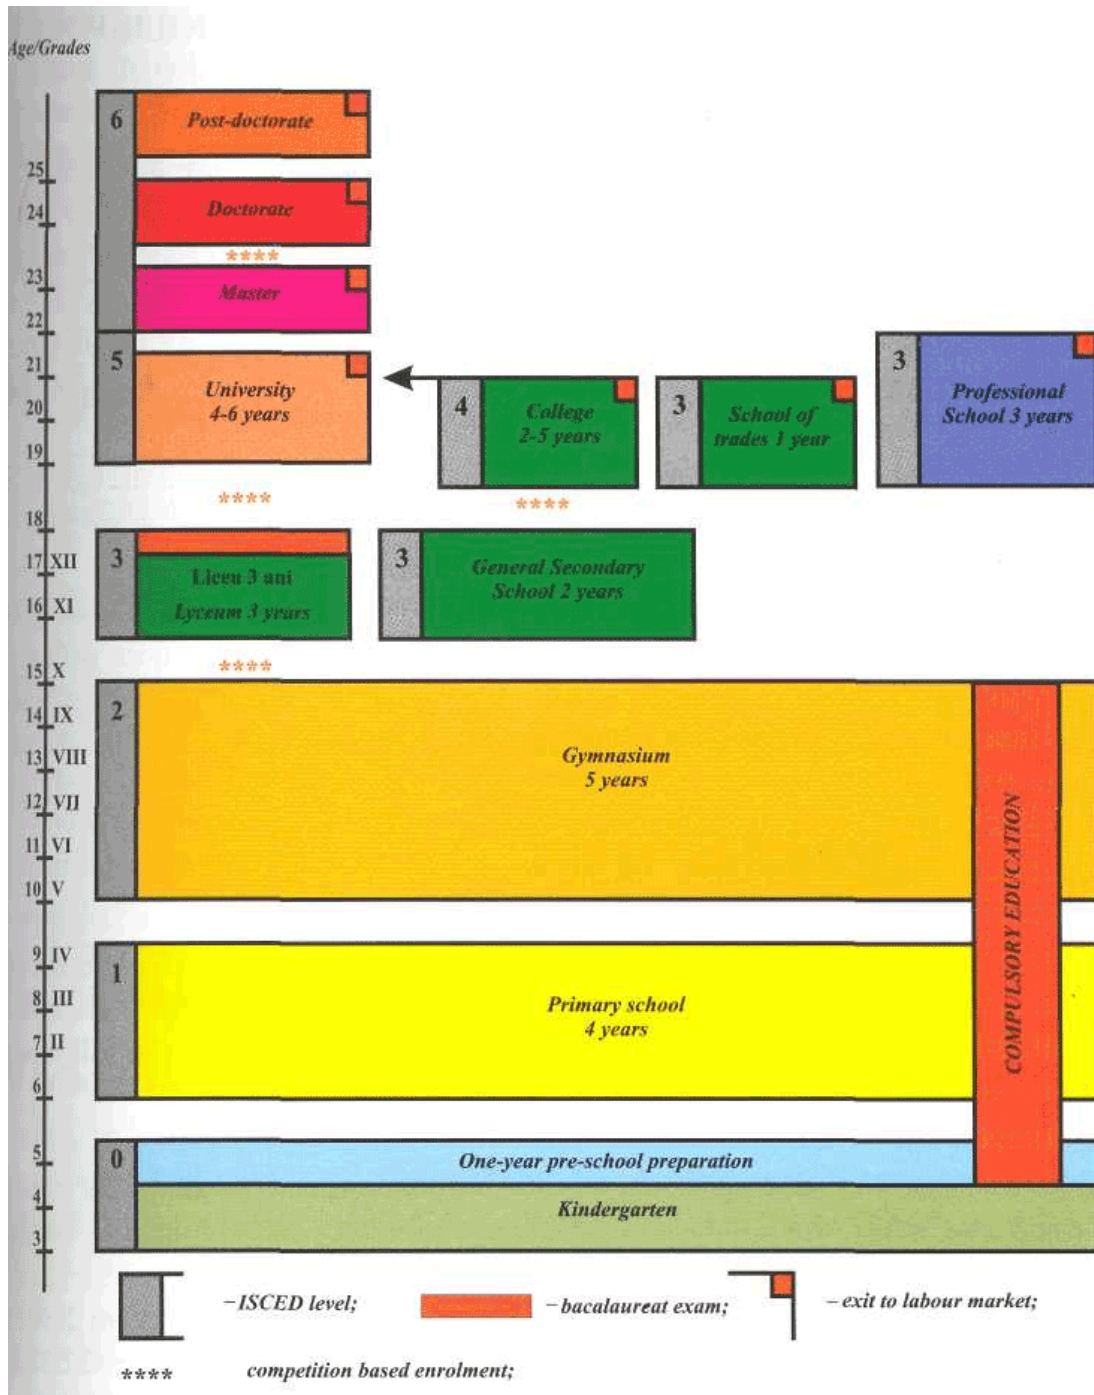 Age/Grades
6
Post-doctorate
25
24
Doctorate
****
23
Master
22
5
University
4-6 years
21
20
19
4
College
2-5 years
3
School of
trades 1 year
3
Professional
School 3 years
****
****
18
17 XII
16 XI
3
Liceu 3 ani
Lyceum 3 years
3
General Secondary
School 2 years
****
15 X
14 IX
13 VIII
12 VII
11 VI
10 V
2
Gymnasium
5 years
COMPULSORY EDUCATION
9 IV
8 III
7 II
6
1
Primary school
4 years
5
4
3
0
One-year pre-school preparation
Kindergarten
– ISCED level;
– bacalaureat exam;
– exit to labour market;
**** competition based enrolment;